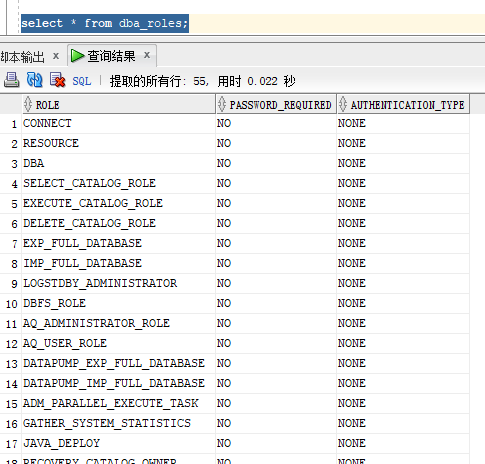 select * from dba_roles;
脚本输出 × 查询结果 ×
SQL | 提取的所有行: 55, 用时 0.022 秒
ROLE PASSWORD_REQUIRED AUTHENTICATION_TYPE
1 CONNECT NO NONE
2 RESOURCE NO NONE
3 DBA NO NONE
4 SELECT_CATALOG_ROLE NO NONE
5 EXECUTE_CATALOG_ROLE NO NONE
6 DELETE_CATALOG_ROLE NO NONE
7 EXP_FULL_DATABASE NO NONE
8 IMP_FULL_DATABASE NO NONE
9 LOGSTDBY_ADMINISTRATOR NO NONE
10 DBFS_ROLE NO NONE
11 AQ_ADMINISTRATOR_ROLE NO NONE
12 AQ_USER_ROLE NO NONE
13 DATAPUMP_EXP_FULL_DATABASE NO NONE
14 DATAPUMP_IMP_FULL_DATABASE NO NONE
15 ADM_PARALLEL_EXECUTE_TASK NO NONE
16 GATHER_SYSTEM_STATISTICS NO NONE
17 JAVA_DEPLOY NO NONE
18 RECOVERY_CATALOG_OWNER NO NONE